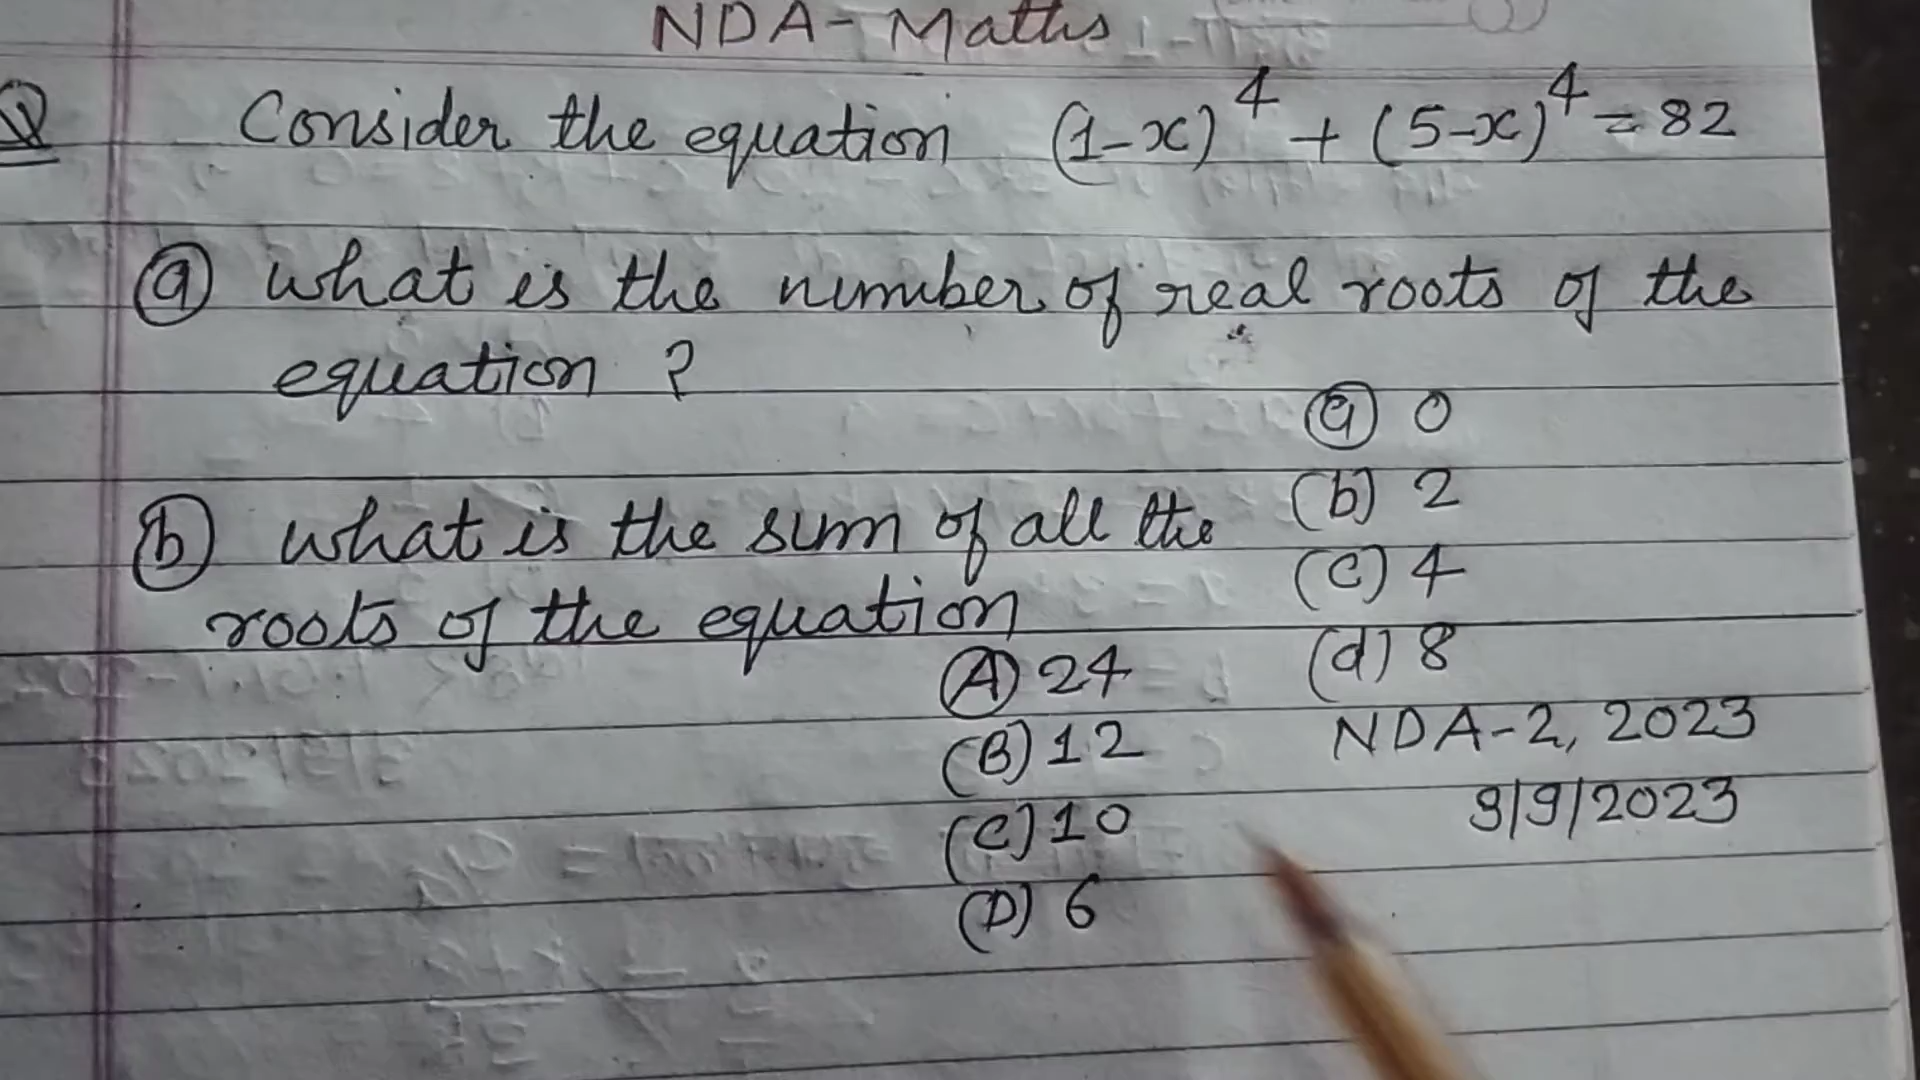 NDA-Maths
Q Consider the equation (1-x)⁴ + (5-x)⁴ = 82
(a) what is the number of real roots of the
equation ?
(a) 0
(b) 2
(c) 4
(d) 8
(b) what is the sum of all the
roots of the equation
(A) 24
(B) 12
(C) 10
(D) 6
NDA-2, 2023
9/9/2023